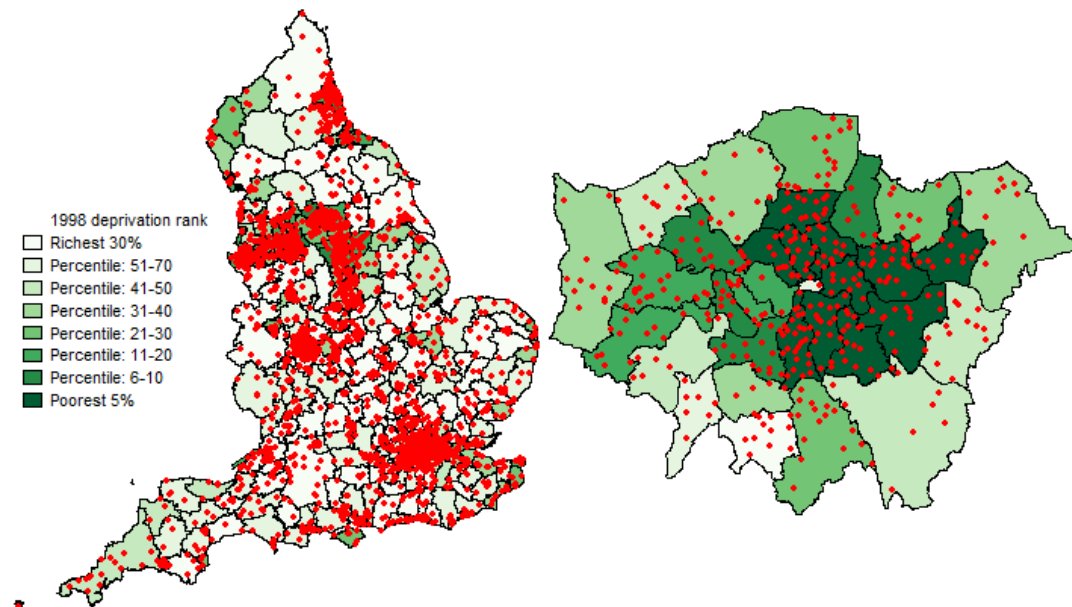 1998 deprivation rank
Richest 30%
Percentile: 51-70
Percentile: 41-50
Percentile: 31-40
Percentile: 21-30
Percentile: 11-20
Percentile: 6-10
Poorest 5%